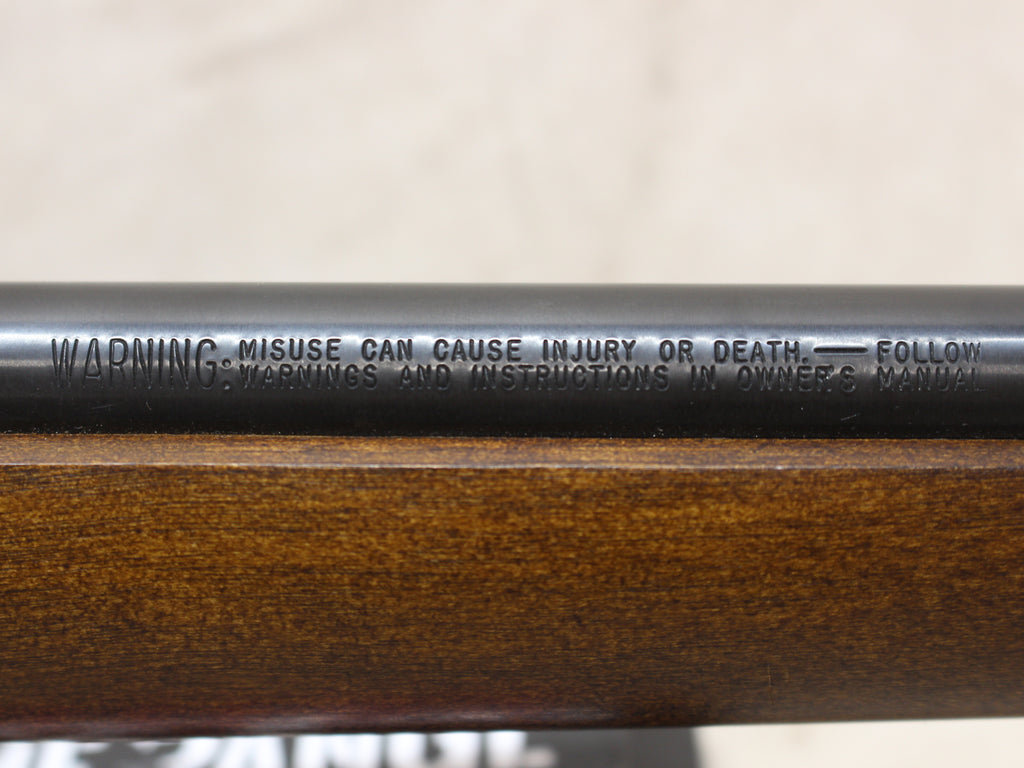 WARNING: MISUSE CAN CAUSE INJURY OR DEATH.—FOLLOW
WARNINGS AND INSTRUCTIONS IN OWNER'S MANUAL